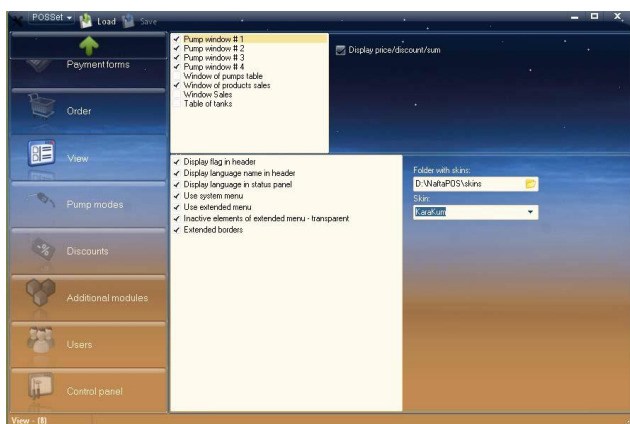 POSSet Load Save
Payment forms
Order
View
Pump modes
Discounts
Additional modules
Users
Control panel
Pump window # 1
Pump window # 2
Pump window # 3
Pump window # 4
Window of pumps table
Window of products sales
Window Sales
Table of tanks
Display price/discount/sum
Display flag in header
Display language name in header
Display language in status panel
Use system menu
Use extended menu
Inactive elements of extended menu - transparent
Extended borders
Folder with skins:
D:\NaftaPOS\skins
Skin:
KaraKum
View - (8)